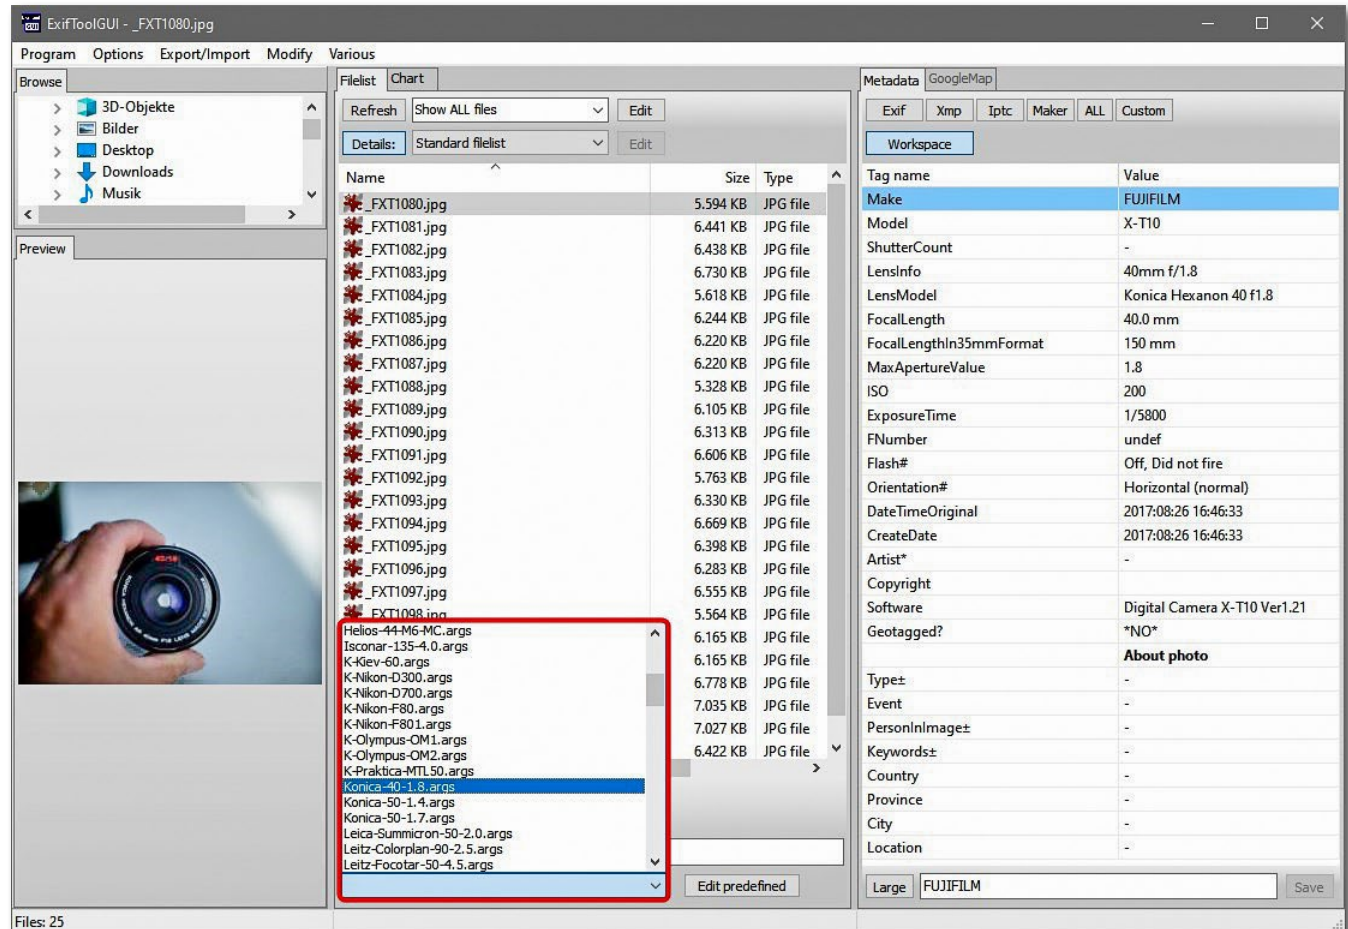 ExifToolGUI - _FXT1080.jpg
Program Options Export/Import Modify Various
Browse
3D-Objekte
Bilder
Desktop
Downloads
Musik
Preview
Filelist Chart
Refresh Show ALL files Edit
Details: Standard filelist Edit
Name Size Type
_FXT1080.jpg 5.594 KB JPG file
_FXT1081.jpg 6.441 KB JPG file
_FXT1082.jpg 6.438 KB JPG file
_FXT1083.jpg 6.730 KB JPG file
_FXT1084.jpg 5.618 KB JPG file
_FXT1085.jpg 6.244 KB JPG file
_FXT1086.jpg 6.220 KB JPG file
_FXT1087.jpg 6.220 KB JPG file
_FXT1088.jpg 5.328 KB JPG file
_FXT1089.jpg 6.105 KB JPG file
_FXT1090.jpg 6.313 KB JPG file
_FXT1091.jpg 6.606 KB JPG file
_FXT1092.jpg 5.763 KB JPG file
_FXT1093.jpg 6.330 KB JPG file
_FXT1094.jpg 6.669 KB JPG file
_FXT1095.jpg 6.398 KB JPG file
_FXT1096.jpg 6.283 KB JPG file
_FXT1097.jpg 6.555 KB JPG file
_FXT1098.jpg 5.564 KB JPG file
6.165 KB JPG file
6.165 KB JPG file
6.778 KB JPG file
7.035 KB JPG file
7.027 KB JPG file
6.422 KB JPG file
Helios-44-M6-MC.args
Isconar-135-4.0.args
K-Kiev-60.args
K-Nikon-D300.args
K-Nikon-D700.args
K-Nikon-F80.args
K-Nikon-F801.args
K-Olympus-OM1.args
K-Olympus-OM2.args
K-Praktica-MTL50.args
Konica-40-1.8.args
Konica-50-1.4.args
Konica-50-1.7.args
Leica-Summicron-50-2.0.args
Leitz-Colorplan-90-2.5.args
Leitz-Focotar-50-4.5.args
Edit predefined
Metadata GoogleMap
Exif Xmp Iptc Maker ALL Custom
Workspace
Tag name Value
Make FUJIFILM
Model X-T10
ShutterCount -
LensInfo 40mm f/1.8
LensModel Konica Hexanon 40 f1.8
FocalLength 40.0 mm
FocalLengthIn35mmFormat 150 mm
MaxApertureValue 1.8
ISO 200
ExposureTime 1/5800
FNumber undef
Flash# Off, Did not fire
Orientation# Horizontal (normal)
DateTimeOriginal 2017:08:26 16:46:33
CreateDate 2017:08:26 16:46:33
Artist* -
Copyright
Software Digital Camera X-T10 Ver1.21
Geotagged? *NO*
About photo
Type± -
Event -
PersonInImage± -
Keywords± -
Country -
Province -
City -
Location -
Large FUJIFILM Save
Files: 25